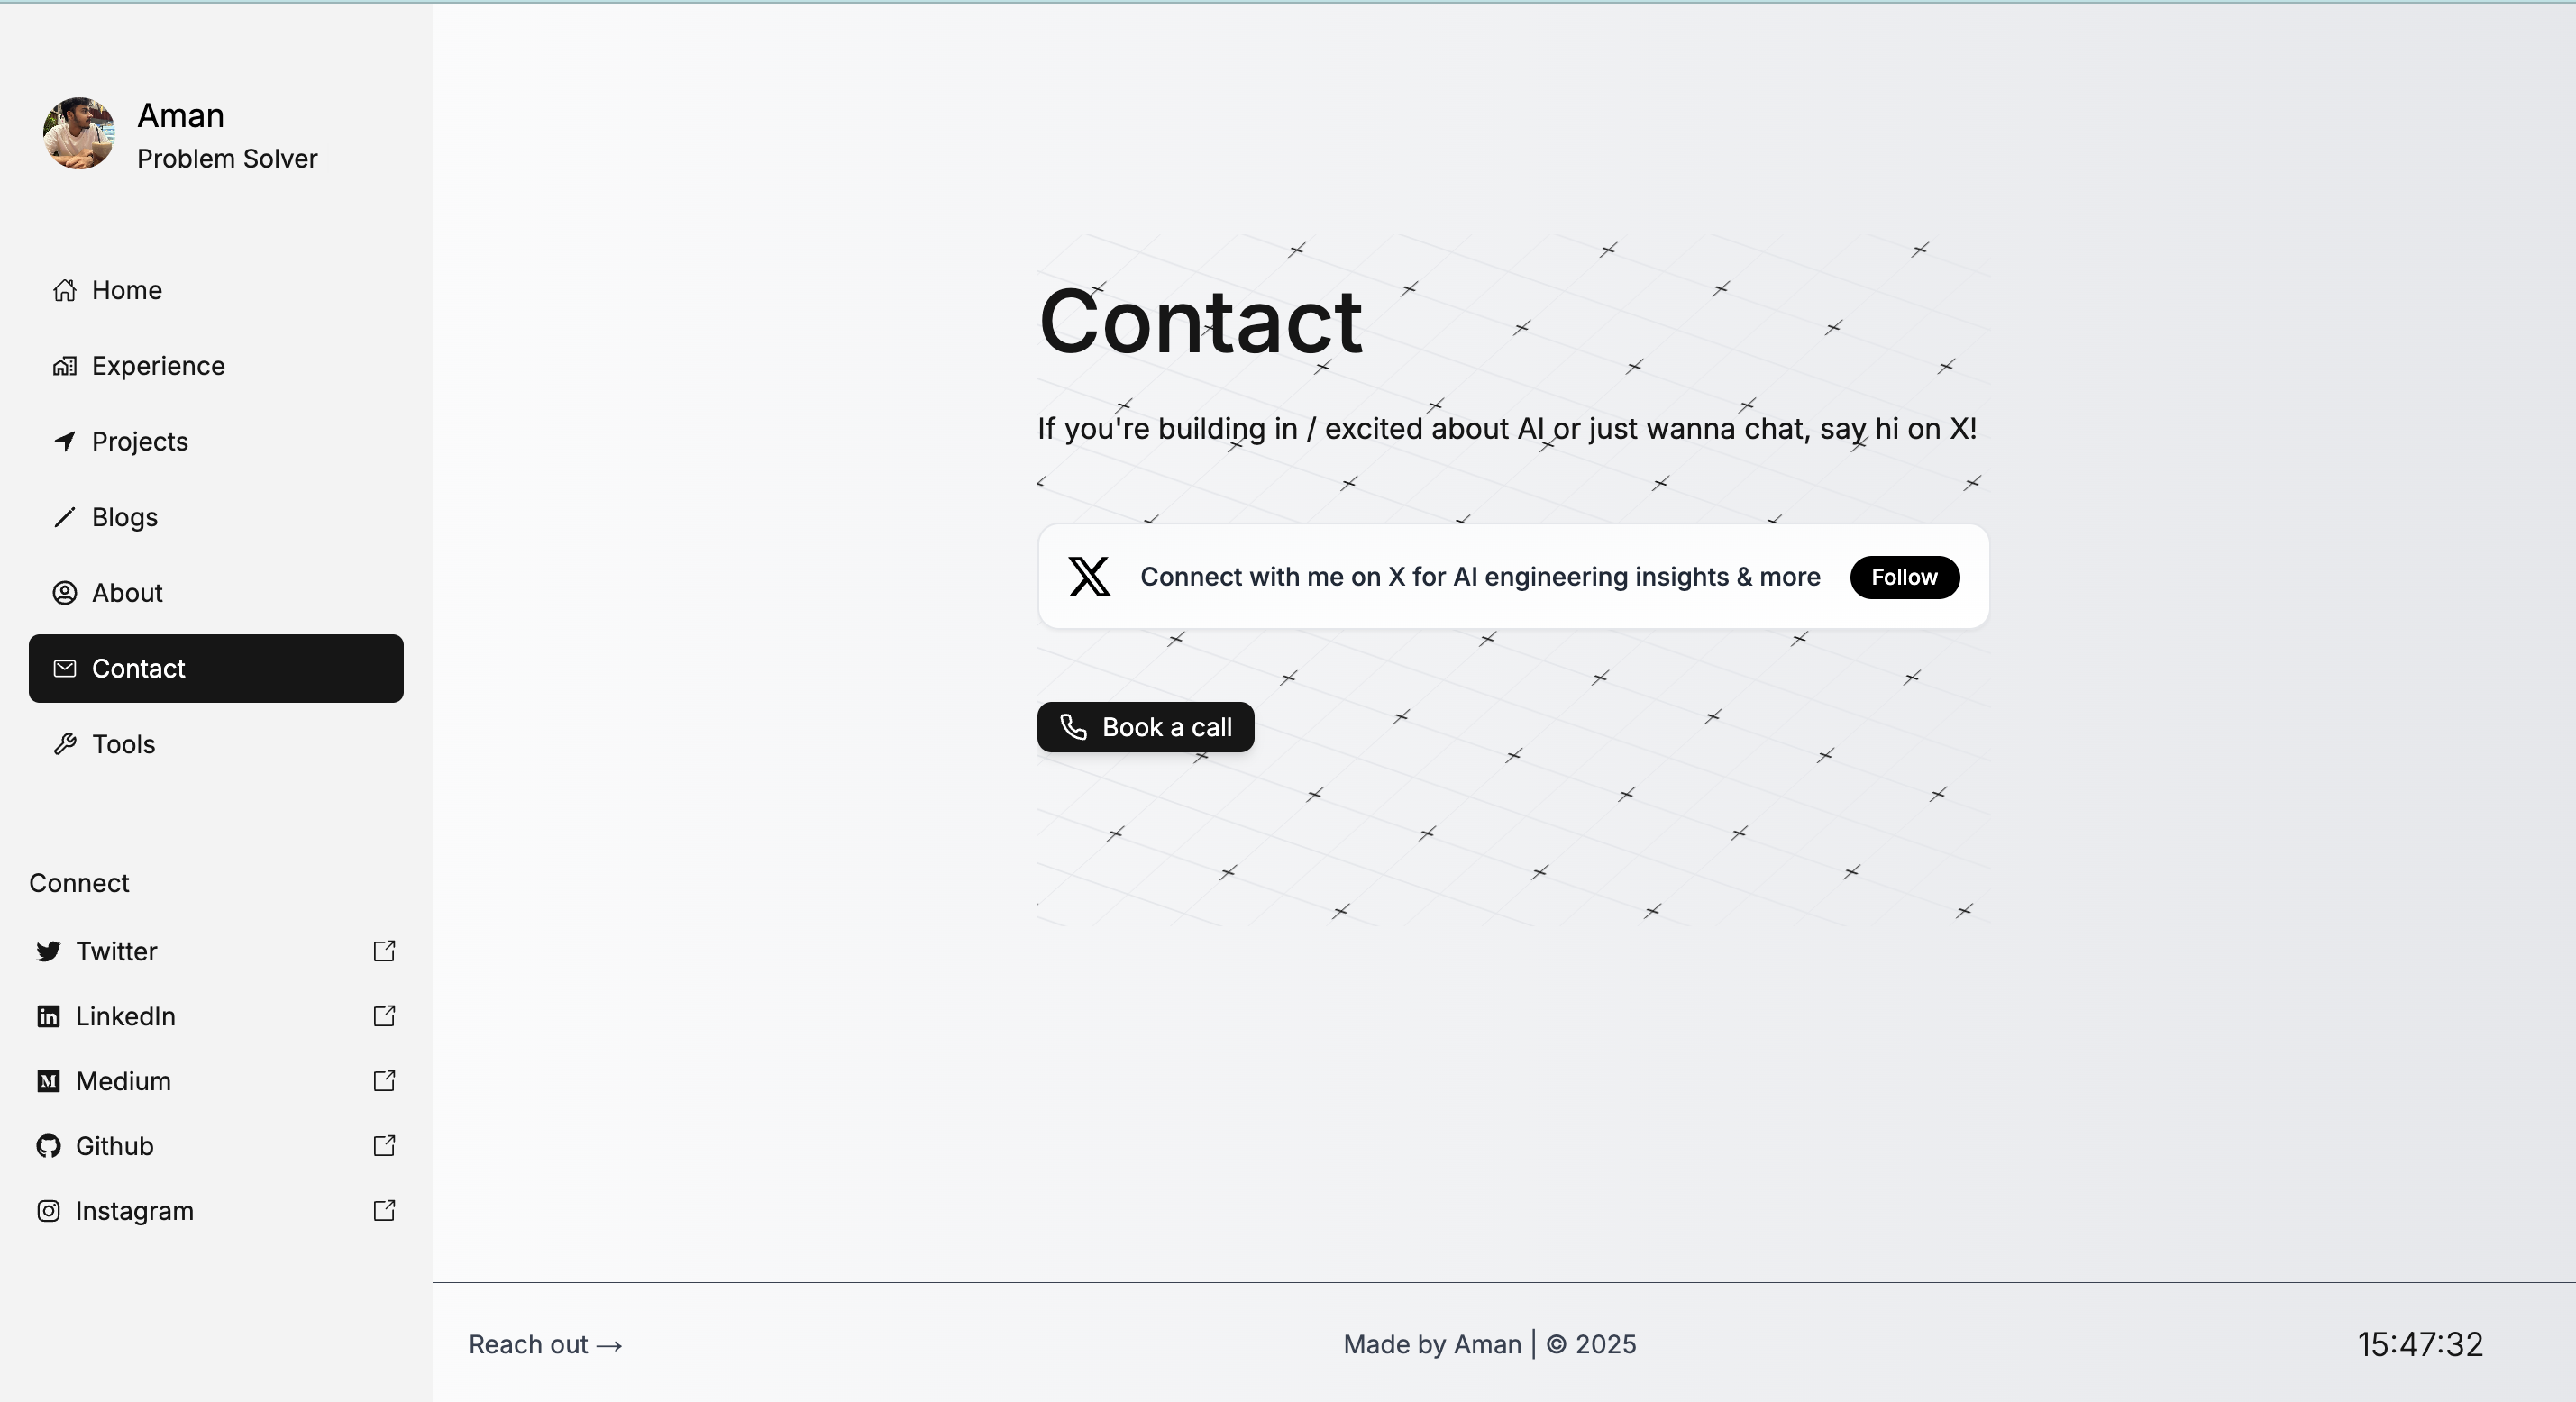 Aman
Problem Solver
Home
Experience
Projects
Blogs
About
Contact
Tools
Connect
Twitter
LinkedIn
Medium
Github
Instagram
Contact
If you're building in / excited about AI or just wanna chat, say hi on X!
Connect with me on X for AI engineering insights & more
Follow
Book a call
Reach out →
Made by Aman | © 2025
15:47:32